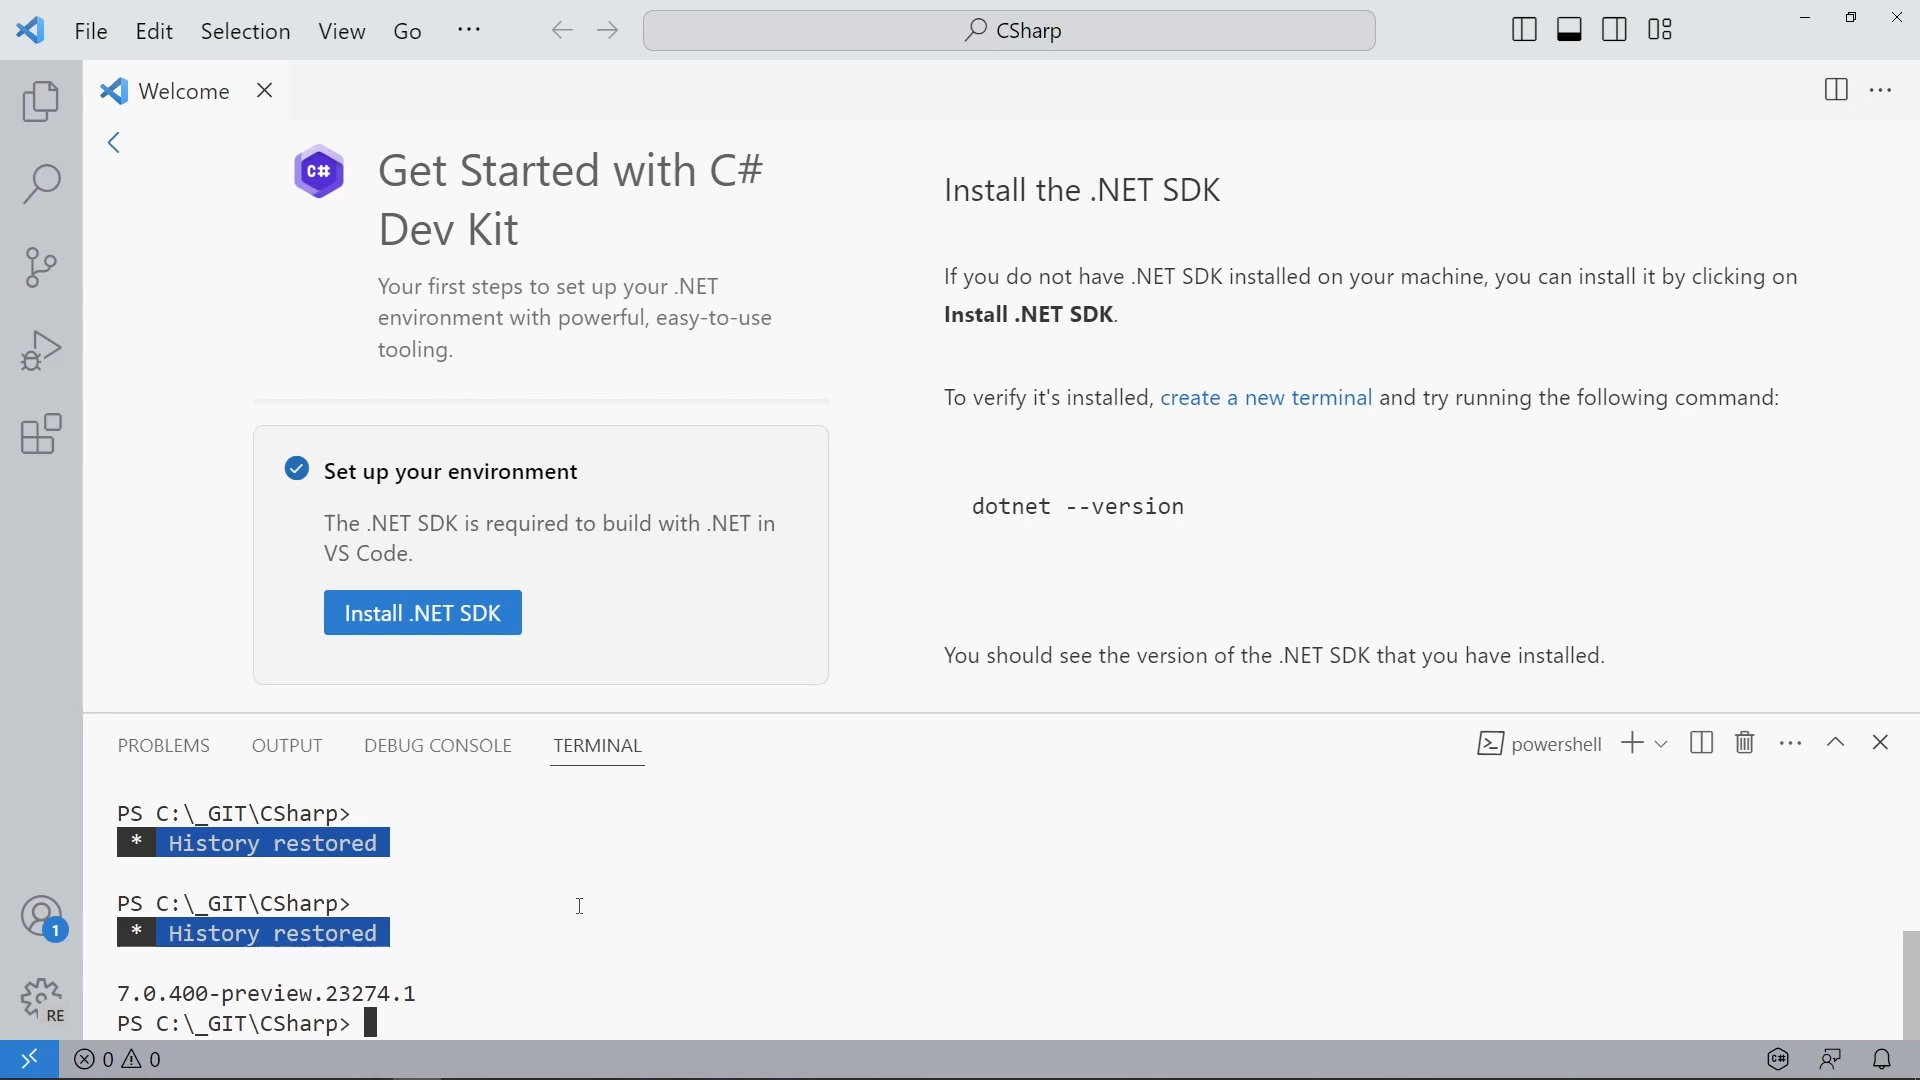 File Edit Selection View Go ··· CSharp
Welcome
C# Get Started with C#
Dev Kit
Your first steps to set up your .NET
environment with powerful, easy-to-use
tooling.
Set up your environment
The .NET SDK is required to build with .NET in
VS Code.
Install .NET SDK
Install the .NET SDK
If you do not have .NET SDK installed on your machine, you can install it by clicking on
Install .NET SDK.
To verify it's installed, create a new terminal and try running the following command:
dotnet --version
You should see the version of the .NET SDK that you have installed.
PROBLEMS OUTPUT DEBUG CONSOLE TERMINAL powershell
PS C:\_GIT\CSharp>
* History restored
PS C:\_GIT\CSharp>
* History restored
7.0.400-preview.23274.1
PS C:\_GIT\CSharp>
1
RE
0 0 C#